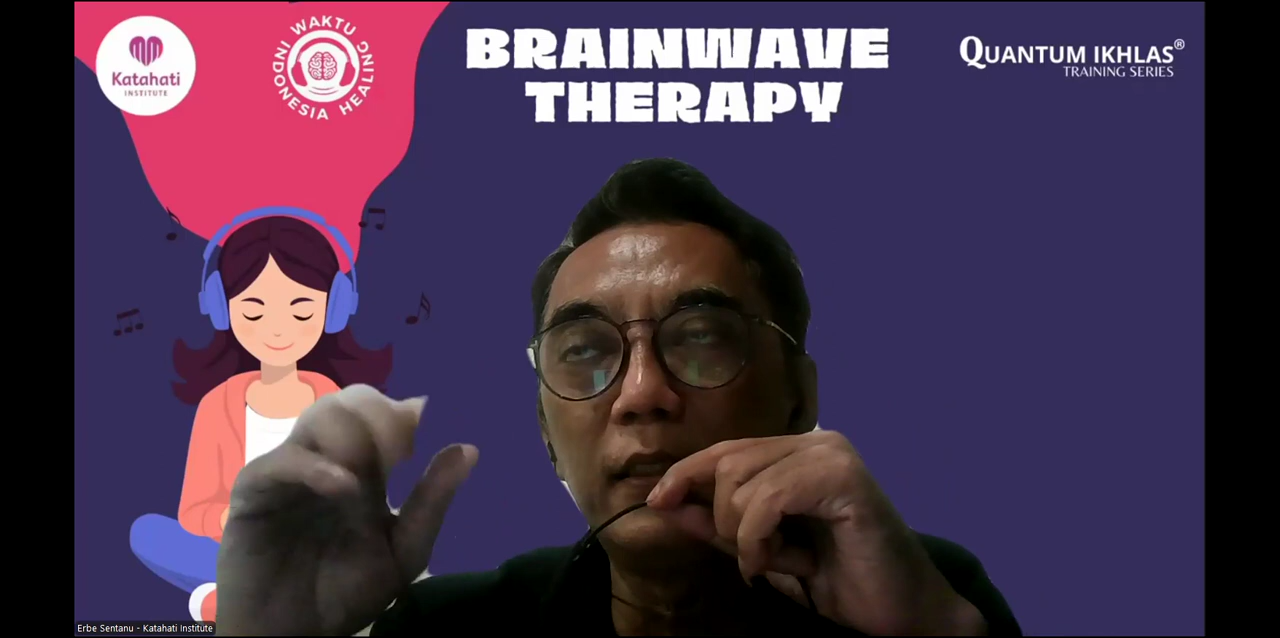 Katahati
INSTITUTE
WAKTU
INDONESIA HEALING
BRAINWAVE
THERAPY
QUANTUM IKHLAS®
TRAINING SERIES
Erbe Sentanu - Katahati Institute